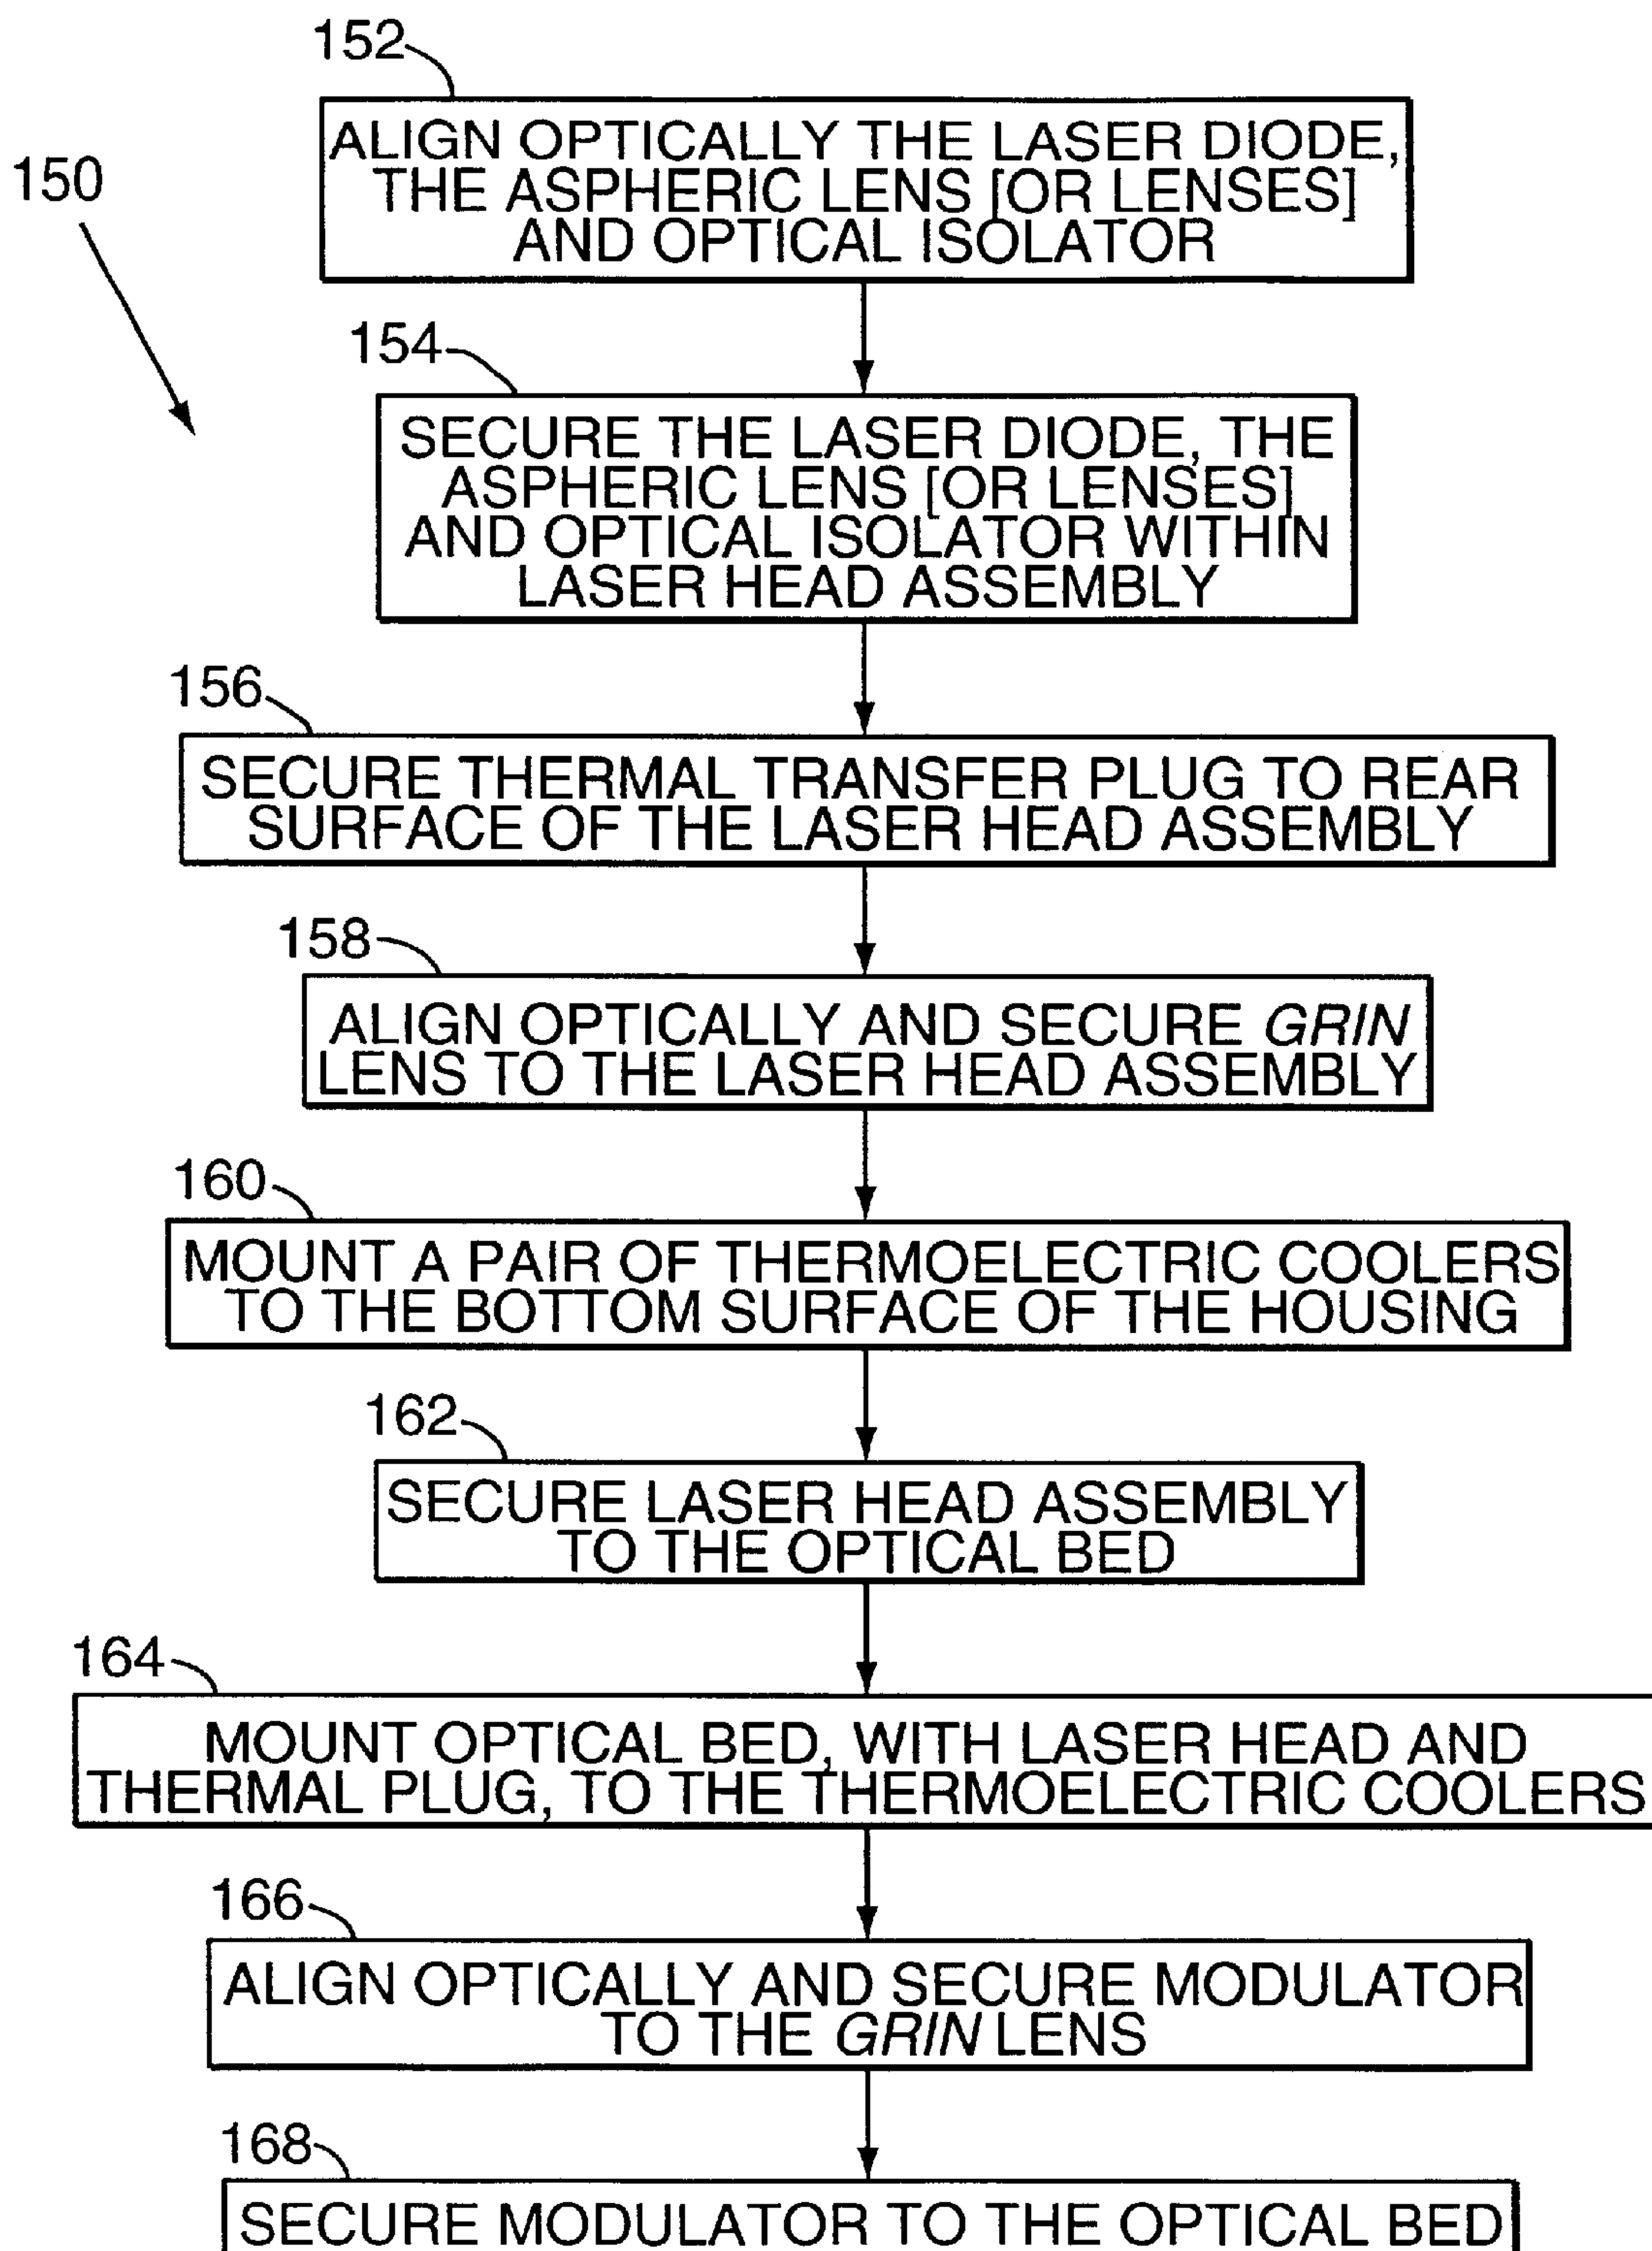 152
150
ALIGN OPTICALLY THE LASER DIODE,
THE ASPHERIC LENS [OR LENSES]
AND OPTICAL ISOLATOR
154
SECURE THE LASER DIODE, THE
ASPHERIC LENS [OR LENSES]
AND OPTICAL ISOLATOR WITHIN
LASER HEAD ASSEMBLY
156
SECURE THERMAL TRANSFER PLUG TO REAR
SURFACE OF THE LASER HEAD ASSEMBLY
158
ALIGN OPTICALLY AND SECURE GRIN
LENS TO THE LASER HEAD ASSEMBLY
160
MOUNT A PAIR OF THERMOELECTRIC COOLERS
TO THE BOTTOM SURFACE OF THE HOUSING
162
SECURE LASER HEAD ASSEMBLY
TO THE OPTICAL BED
164
MOUNT OPTICAL BED, WITH LASER HEAD AND
THERMAL PLUG, TO THE THERMOELECTRIC COOLERS
166
ALIGN OPTICALLY AND SECURE MODULATOR
TO THE GRIN LENS
168
SECURE MODULATOR TO THE OPTICAL BED